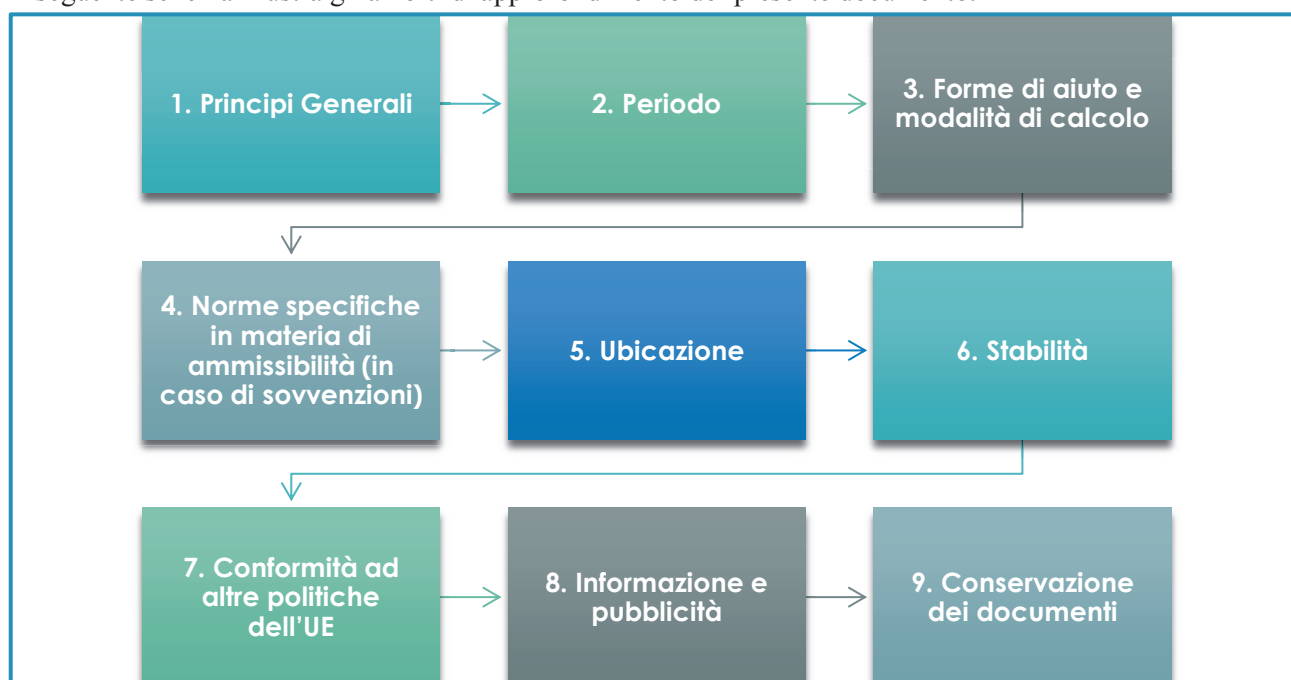 1. Principi Generali
2. Periodo
3. Forme di aiuto e
modalità di calcolo
4. Norme specifiche
in materia di
ammissibilità (in
caso di sovvenzioni)
5. Ubicazione
6. Stabilità
7. Conformità ad
altre politiche
dell’UE
8. Informazione e
pubblicità
9. Conservazione
dei documenti